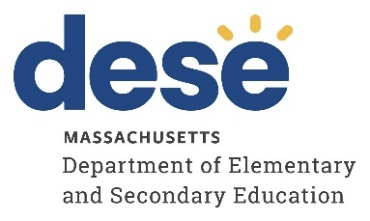 dese
MASSACHUSETTS
Department of Elementary
and Secondary Education